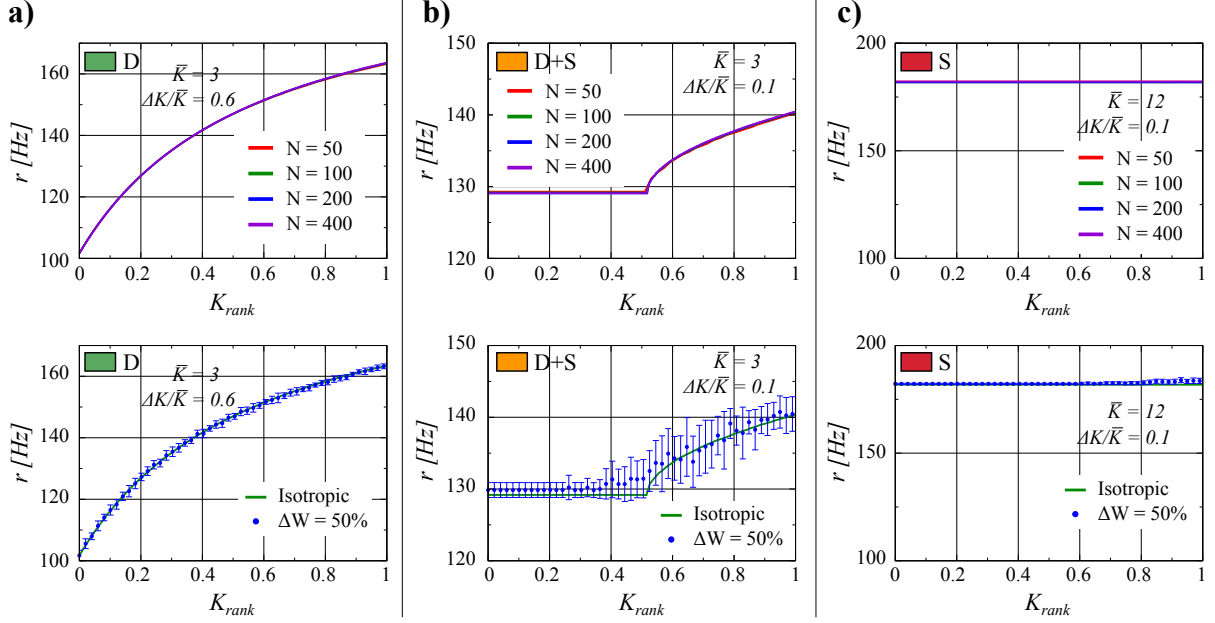 a)
D
K̄ = 3
ΔK/K̄ = 0.6
N = 50
N = 100
N = 200
N = 400
r [Hz]
160
140
120
100
0 0.2 0.4 0.6 0.8 1
K_rank
D
K̄ = 3
ΔK/K̄ = 0.6
Isotropic
ΔW = 50%
r [Hz]
160
140
120
100
0 0.2 0.4 0.6 0.8 1
K_rank
b)
D+S
K̄ = 3
ΔK/K̄ = 0.1
N = 50
N = 100
N = 200
N = 400
r [Hz]
150
140
130
120
0 0.2 0.4 0.6 0.8 1
K_rank
D+S
K̄ = 3
ΔK/K̄ = 0.1
Isotropic
ΔW = 50%
r [Hz]
150
140
130
120
0 0.2 0.4 0.6 0.8 1
K_rank
c)
S
K̄ = 12
ΔK/K̄ = 0.1
N = 50
N = 100
N = 200
N = 400
r [Hz]
200
150
100
0 0.2 0.4 0.6 0.8 1
K_rank
S
K̄ = 12
ΔK/K̄ = 0.1
Isotropic
ΔW = 50%
r [Hz]
200
150
100
0 0.2 0.4 0.6 0.8 1
K_rank